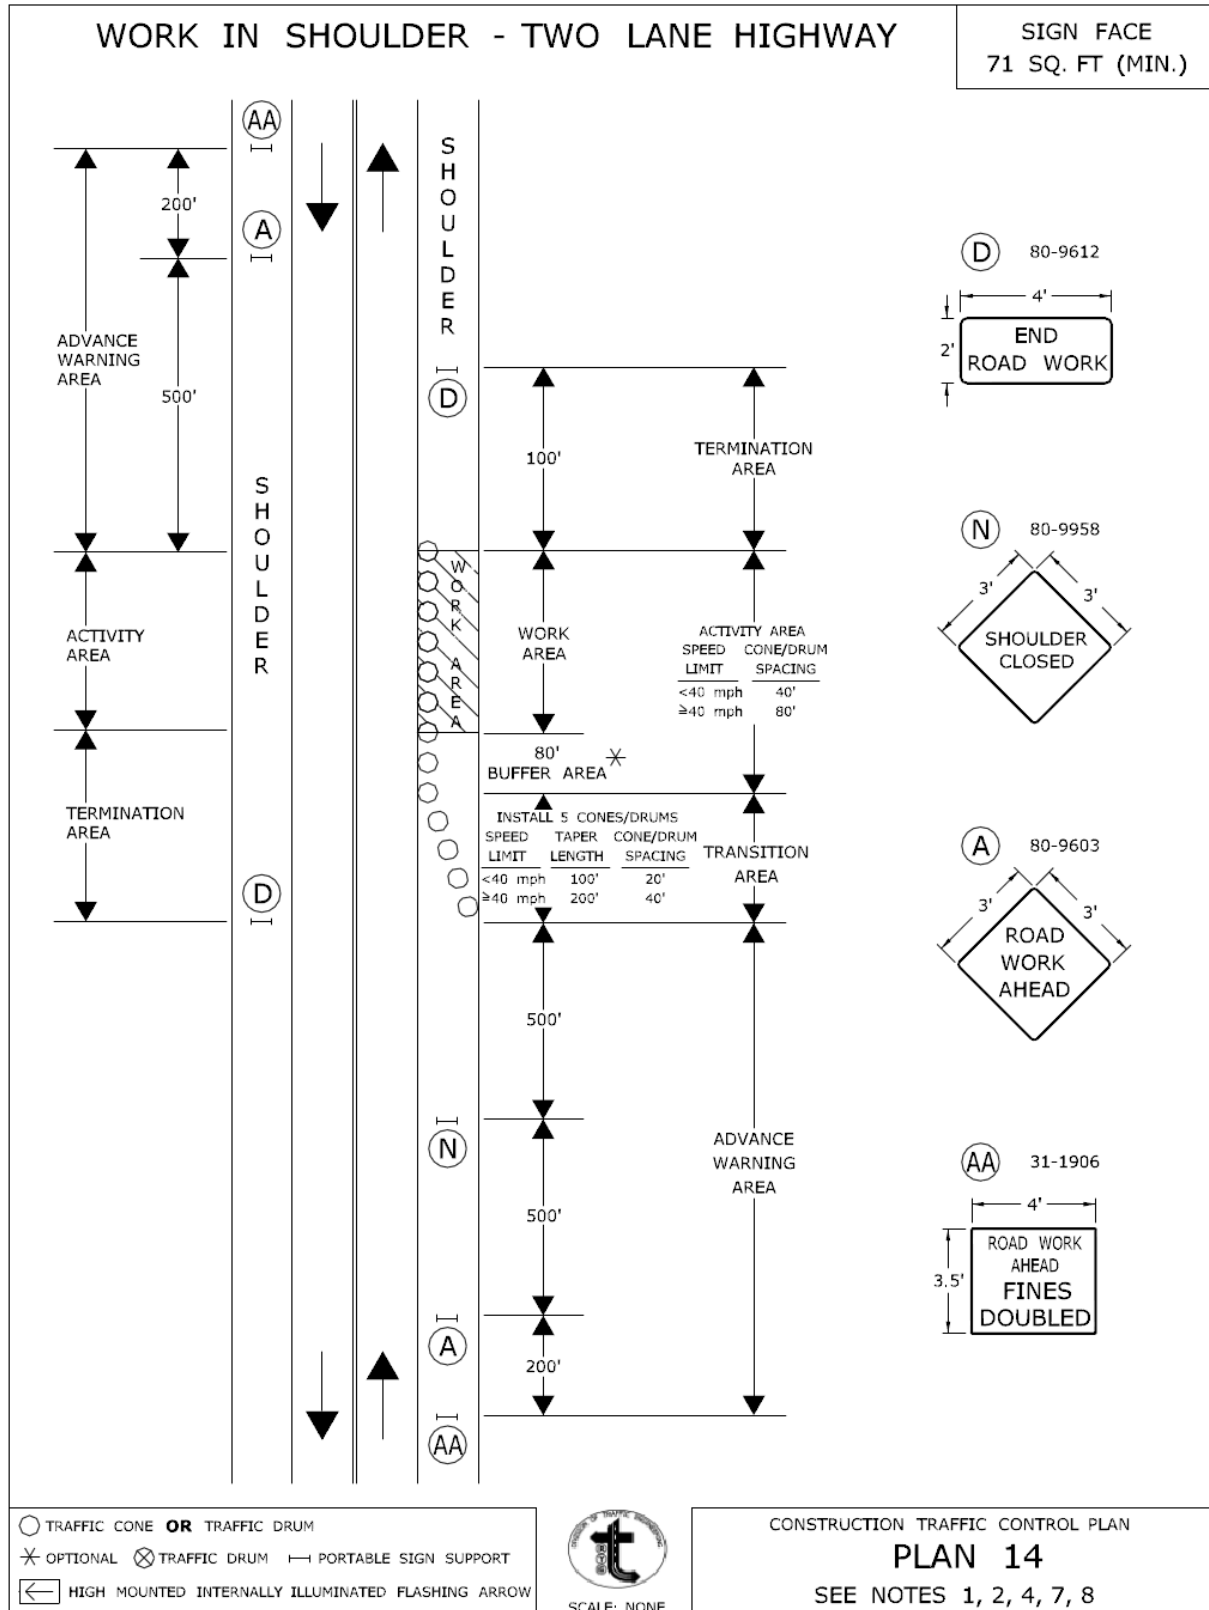 WORK IN SHOULDER - TWO LANE HIGHWAY
SIGN FACE
71 SQ. FT (MIN.)
AA
200'
A
500'
ADVANCE
WARNING
AREA
SHOULDER
ACTIVITY
AREA
TERMINATION
AREA
D
SHOULDER
D
100'
TERMINATION
AREA
WORK AREA
WORK
AREA
ACTIVITY AREA
SPEED CONE/DRUM
LIMIT SPACING
<40 mph 40'
≥40 mph 80'
80'
BUFFER AREA *
INSTALL 5 CONES/DRUMS
SPEED TAPER CONE/DRUM
LIMIT LENGTH SPACING
<40 mph 100' 20'
≥40 mph 200' 40'
TRANSITION
AREA
500'
N
500'
ADVANCE
WARNING
AREA
A
200'
AA
D 80-9612
4'
2'
END
ROAD WORK
N 80-9958
3' 3'
SHOULDER
CLOSED
A 80-9603
3' 3'
ROAD
WORK
AHEAD
AA 31-1906
4'
3.5'
ROAD WORK
AHEAD
FINES
DOUBLED
TRAFFIC CONE OR TRAFFIC DRUM
* OPTIONAL TRAFFIC DRUM PORTABLE SIGN SUPPORT
HIGH MOUNTED INTERNALLY ILLUMINATED FLASHING ARROW
DIVISION OF TRAFFIC ENGINEERING
t
SCALE: NONE
CONSTRUCTION TRAFFIC CONTROL PLAN
PLAN 14
SEE NOTES 1, 2, 4, 7, 8